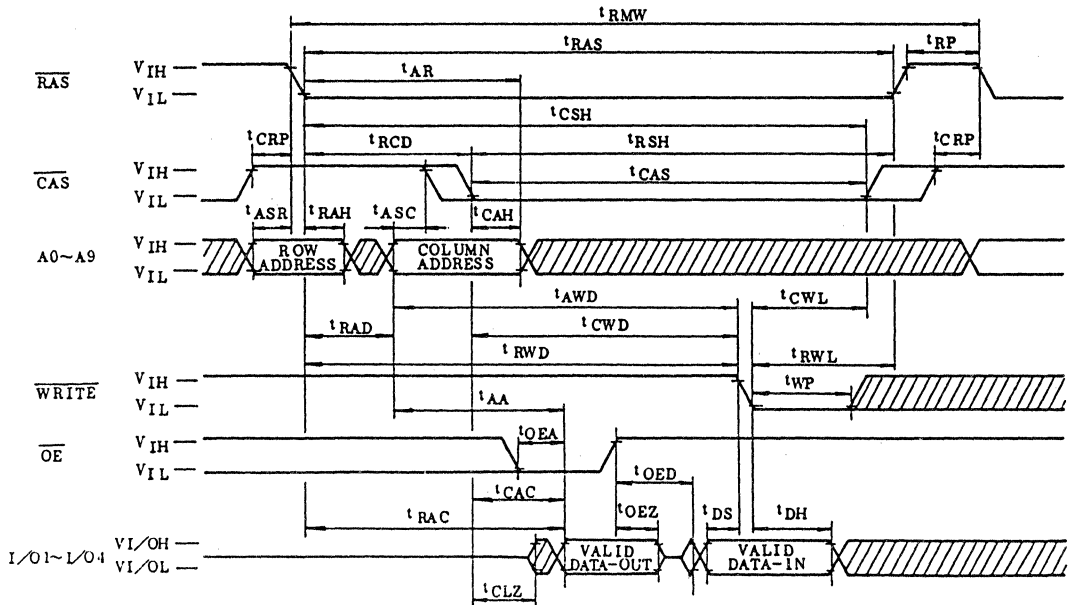 tRMW
tRAS
tRP
RAS
VIH
VIL
tAR
tCSH
tCRP
tRCD
tRSH
tCRP
CAS
VIH
VIL
tCAS
tASR
tRAH
tASC
tCAH
A0~A9
VIH
VIL
ROW ADDRESS
COLUMN ADDRESS
tAWD
tCWL
tRAD
tCWD
tRWD
tRWL
WRITE
VIH
VIL
tWP
tAA
OE
VIH
VIL
tOEA
tOED
tCAC
tRAC
tOEZ
tDS
tDH
I/O1~I/O4
VI/OH
VI/OL
VALID DATA-OUT
VALID DATA-IN
tCLZ